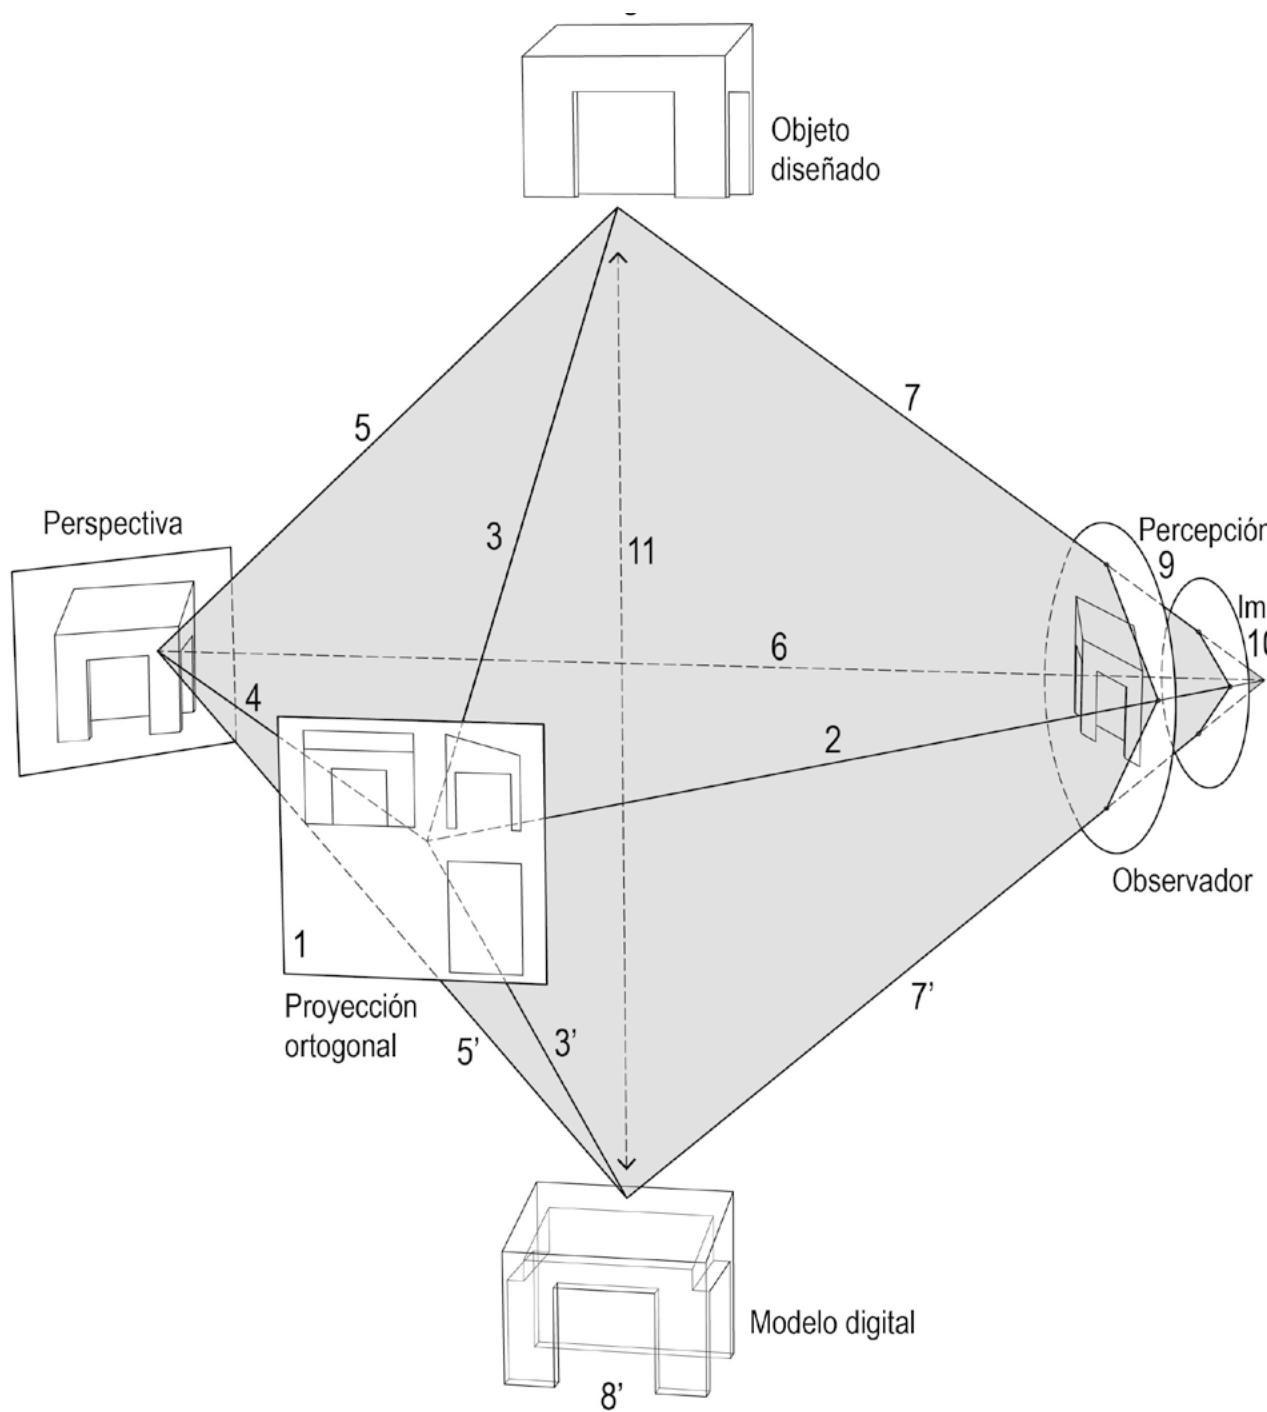 Objeto
diseñado
7
5
Perspectiva
3
11
Percepción
9
10
6
4
2
Observador
1
7’
Proyección
ortogonal
5’
3’
Modelo digital
8’